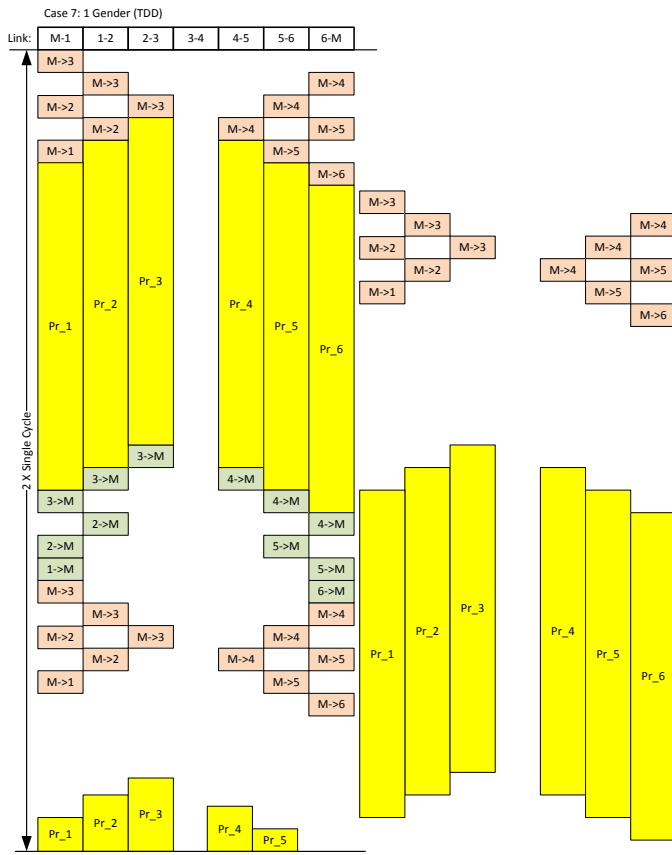 Case 7: 1 Gender (TDD)
Link: M-1 1-2 2-3 3-4 4-5 5-6 6-M
M->3
M->3 M->4
M->2 M->3 M->4
M->2 M->4 M->5
M->1 M->5
M->6
M->3
M->3 M->4
M->2 M->3 M->4
M->2 M->4 M->5
M->1 M->5
M->6
Pr_3
Pr_2 Pr_4
Pr_1 Pr_5
Pr_6
2 X Single Cycle
3->M
3->M 4->M
3->M 4->M
2->M 4->M
2->M 5->M
1->M 5->M
M->3 6->M
M->3 M->4
M->2 M->3 M->4
M->2 M->4 M->5
M->1 M->5
M->6
Pr_3
Pr_2 Pr_4
Pr_1 Pr_5
Pr_6
Pr_3
Pr_2 Pr_4
Pr_1 Pr_5